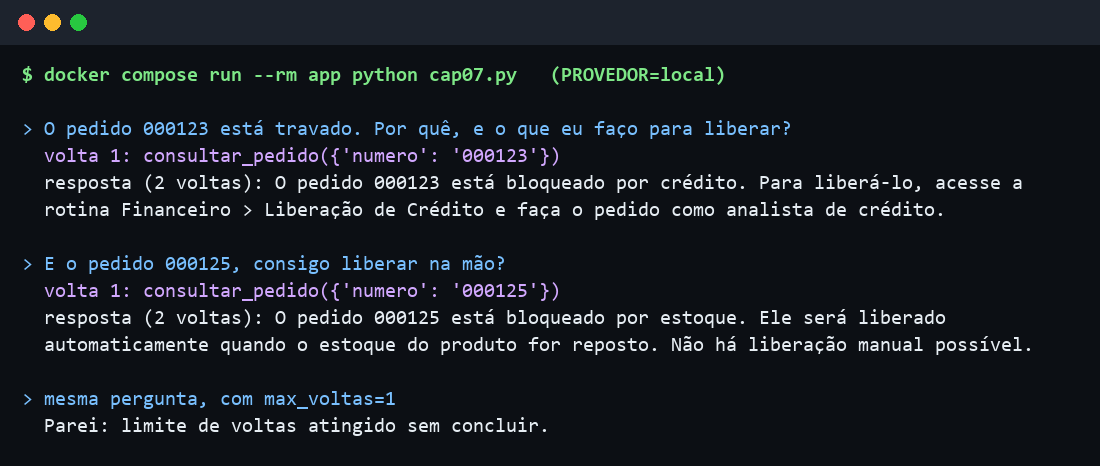 $ docker compose run --rm app python cap07.py (PROVEDOR=local)
> O pedido 000123 está travado. Por quê, e o que eu faço para liberar?
volta 1: consultar_pedido({'numero': '000123'})
resposta (2 voltas): O pedido 000123 está bloqueado por crédito. Para liberá-lo, acesse a
rotina Financeiro > Liberação de Crédito e faça o pedido como analista de crédito.
> E o pedido 000125, consigo liberar na mão?
volta 1: consultar_pedido({'numero': '000125'})
resposta (2 voltas): O pedido 000125 está bloqueado por estoque. Ele será liberado
automaticamente quando o estoque do produto for reposto. Não há liberação manual possível.
> mesma pergunta, com max_voltas=1
Parei: limite de voltas atingido sem concluir.